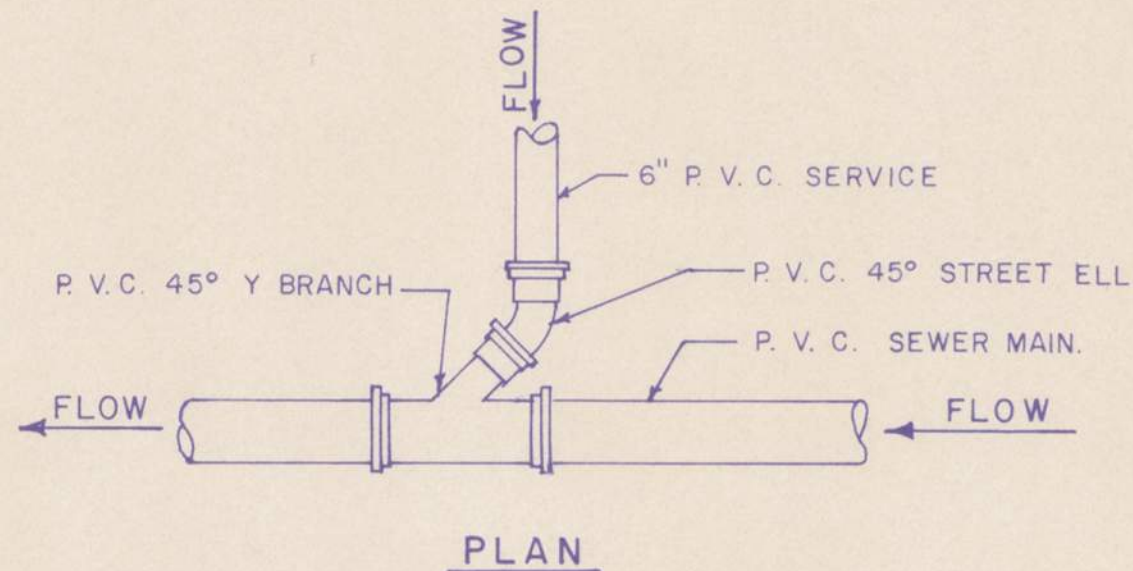 FLOW
6" P. V. C. SERVICE
P. V. C. 45° Y BRANCH
P. V. C. 45° STREET ELL
P. V. C. SEWER MAIN.
FLOW
FLOW
PLAN